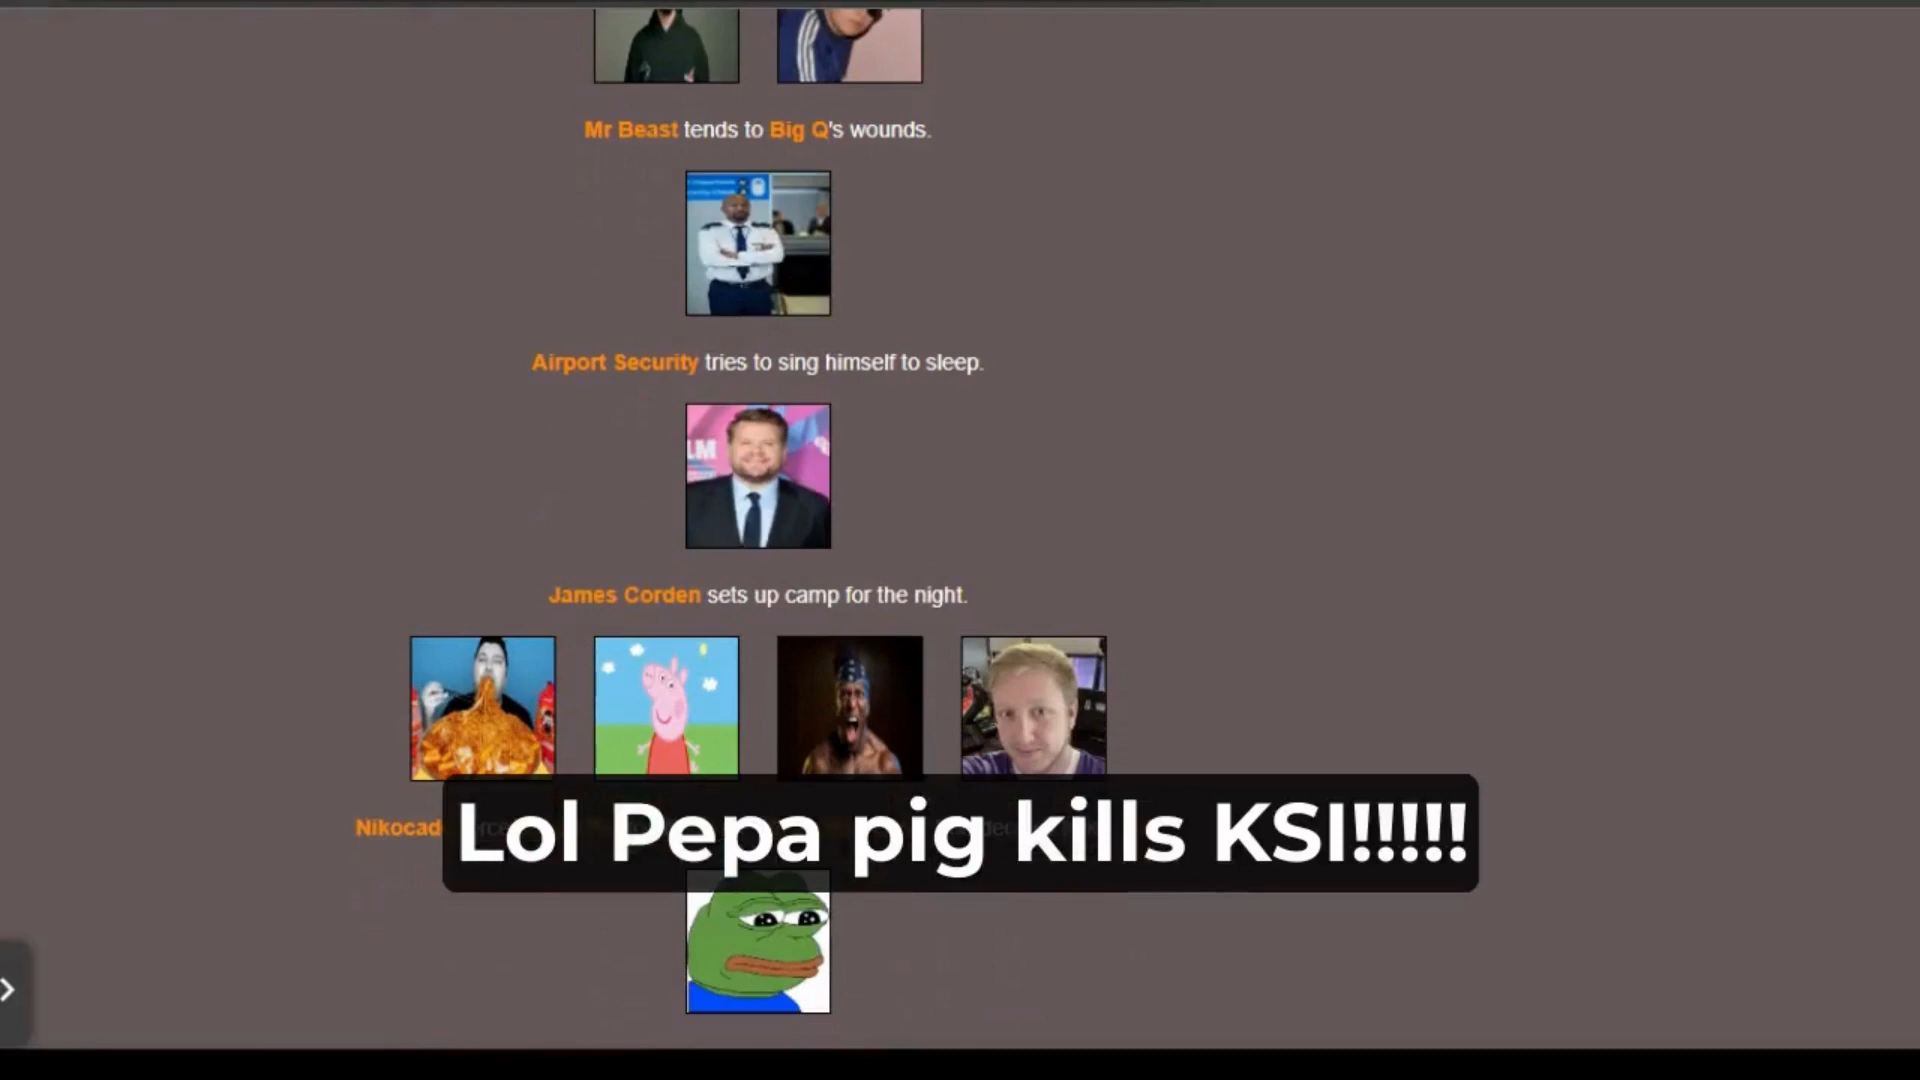 Mr Beast tends to Big Q's wounds.
Airport Security tries to sing himself to sleep.
LM
James Corden sets up camp for the night.
Nikocad
Lol Pepa pig kills KSI!!!!!